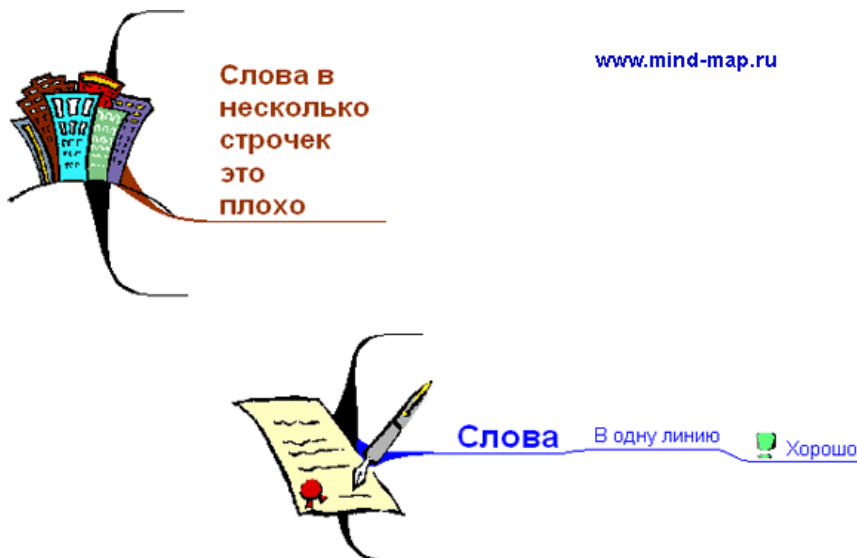 www.mind-map.ru
Слова в
несколько
строчек
это
плохо
Слова
В одну линию
Хорошо